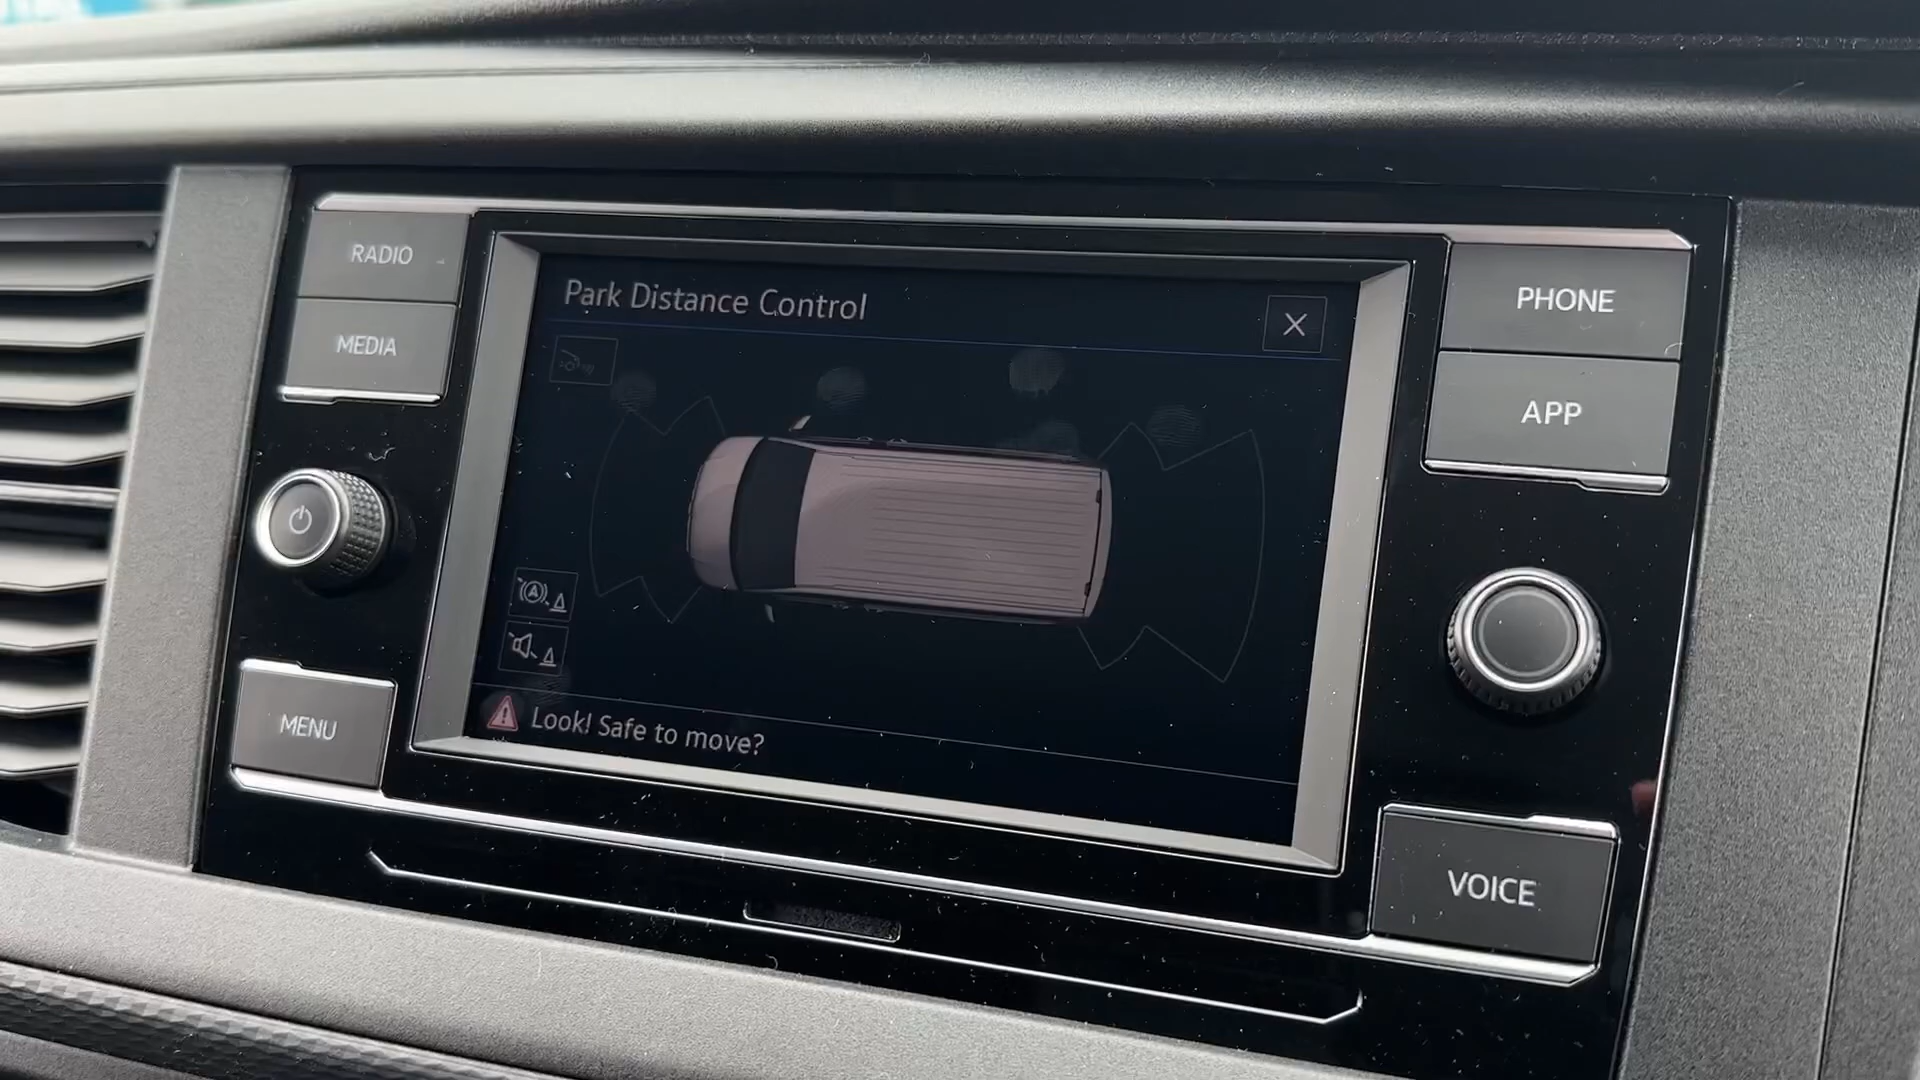 RADIO
MEDIA
MENU
Park Distance Control
Look! Safe to move?
PHONE
APP
VOICE